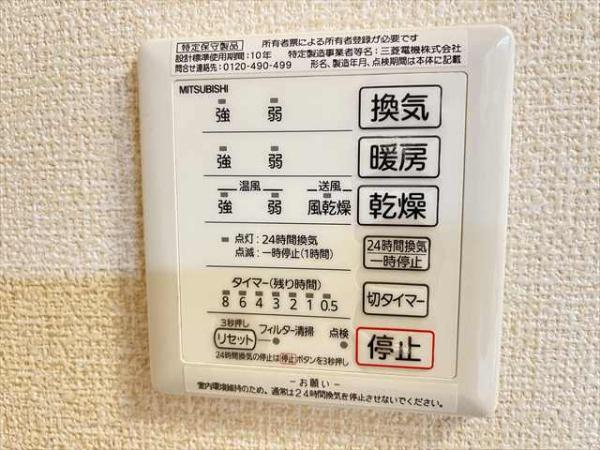 特定保守製品 所有者票による所有者登録が必要です
設計標準使用期間:10年 特定製造事業者等名:三菱電機株式会社
問合せ連絡先:0120-490-499 形名、製造年月、点検期間は本体に記載
MITSUBISHI
強 弱 換気
強 弱 暖房
温風 送風
強 弱 風乾燥 乾燥
点灯:24時間換気
点滅:一時停止(1時間)
24時間換気
一時停止
タイマー(残り時間)
8 6 4 3 2 1 0.5
切タイマー
3秒押し
リセット フィルター清掃 点検
停止
24時間換気の停止は停止ボタンを3秒押し
-お願い-
室内環境維持のため、通常は24時間換気を停止させないでください。